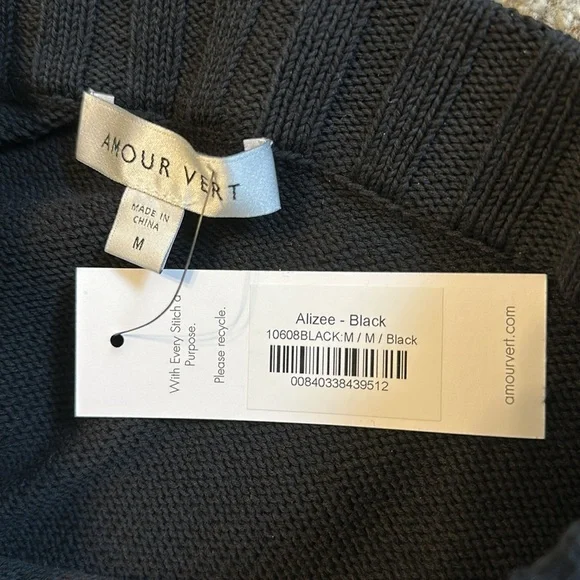 AMOUR VERT
MADE IN
CHINA
M
With Every Stitch a
Purpose.
Please recycle.
Alizee - Black
10608BLACK:M / M / Black
00840338439512
amourvert.com